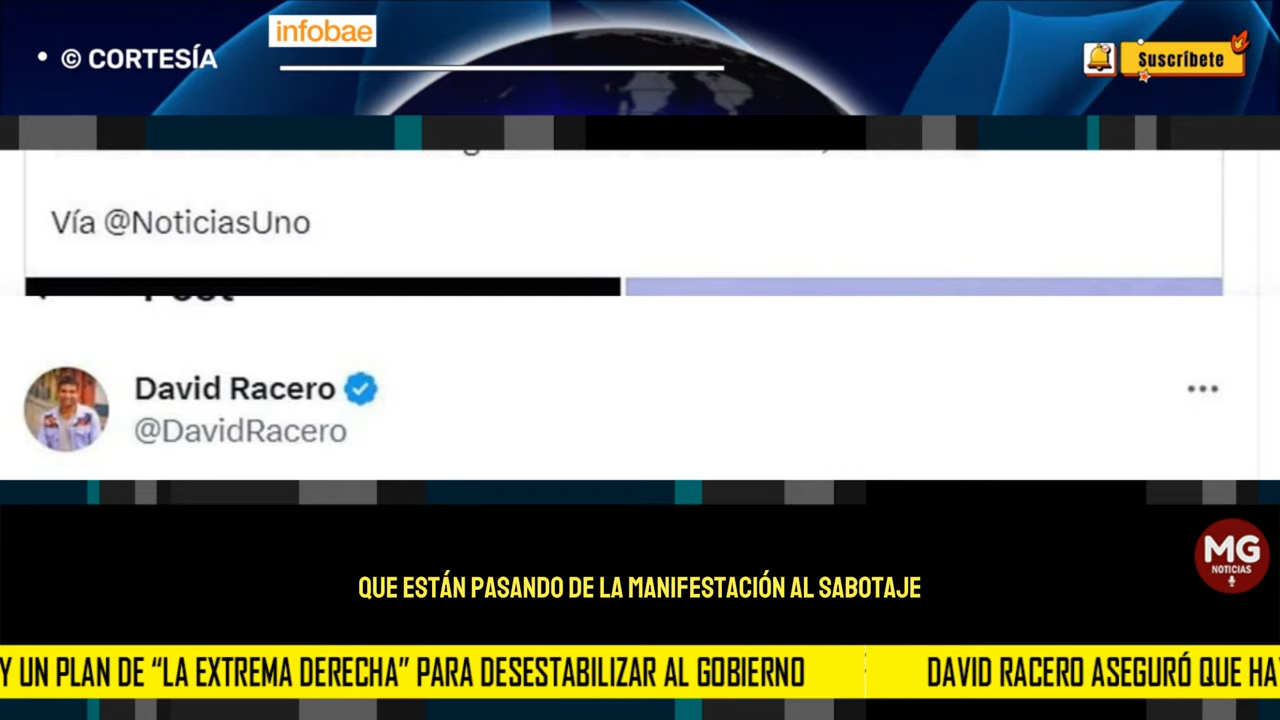 • © CORTESÍA
infobae
Suscríbete
Vía @NoticiasUno
David Racero
@DavidRacero
MG
NOTICIAS
QUE ESTÁN PASANDO DE LA MANIFESTACIÓN AL SABOTAJE
Y UN PLAN DE “LA EXTREMA DERECHA” PARA DESESTABILIZAR AL GOBIERNO
DAVID RACERO ASEGURÓ QUE HA